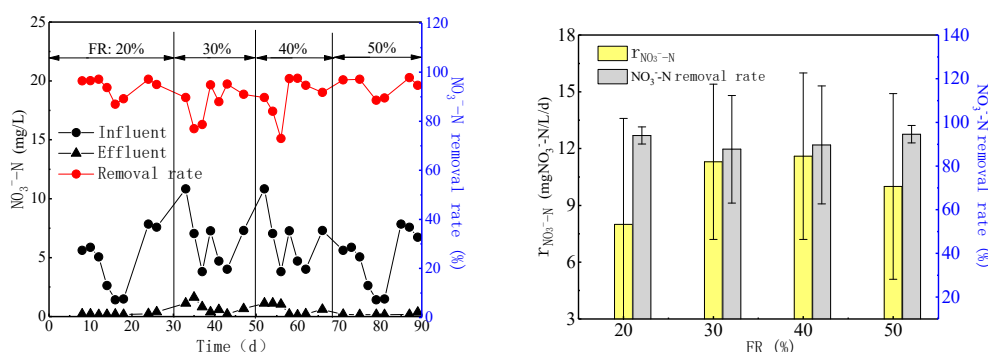 FR: 20%
30%
40%
50%
Influent
Effluent
Removal rate
25
20
15
10
5
0
NO₃⁻-N (mg/L)
120
100
80
60
40
20
0
NO₃⁻-N removal rate (%)
0 10 20 30 40 50 60 70 80 90
Time (d)
r_NO₃⁻-N
NO₃⁻-N removal rate
18
15
12
9
6
3
r_NO₃⁻-N (mgNO₃⁻-N/L/d)
140
120
100
80
60
40
20
NO₃⁻-N removal rate (%)
20 30 40 50
FR (%)